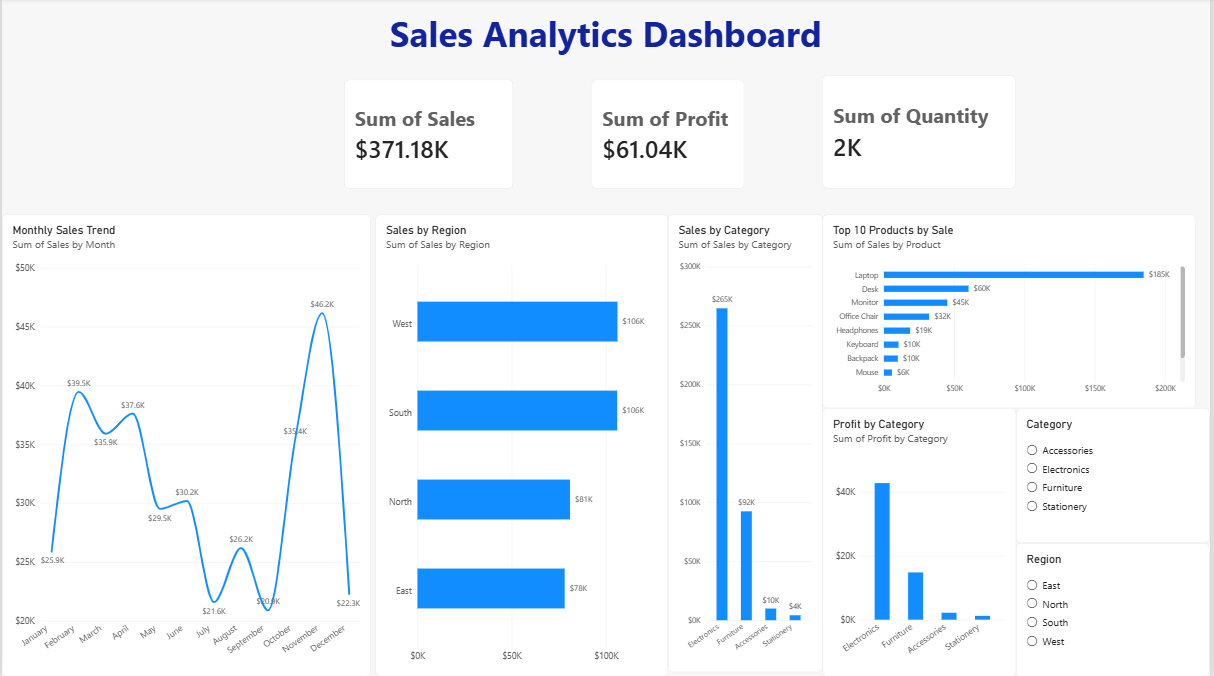 Sales Analytics Dashboard
Sum of Sales
$371.18K
Sum of Profit
$61.04K
Sum of Quantity
2K
Monthly Sales Trend
Sum of Sales by Month
$50K
$45K
$40K
$35K
$30K
$25K
$20K
$25.9K
$39.5K
$35.9K
$37.6K
$29.5K
$30.2K
$21.6K
$26.2K
$20.9K
$35.4K
$46.2K
$22.3K
January
February
March
April
May
June
July
August
September
October
November
December
Sales by Region
Sum of Sales by Region
West
$106K
South
$106K
North
$81K
East
$78K
$0K
$50K
$100K
Sales by Category
Sum of Sales by Category
$300K
$250K
$200K
$150K
$100K
$50K
$0K
$265K
$92K
$10K
$4K
Electronics
Furniture
Accessories
Stationery
Top 10 Products by Sale
Sum of Sales by Product
Laptop
$185K
Desk
$60K
Monitor
$45K
Office Chair
$32K
Headphones
$19K
Keyboard
$10K
Backpack
$10K
Mouse
$6K
$0K
$50K
$100K
$150K
$200K
Profit by Category
Sum of Profit by Category
$40K
$20K
$0K
Electronics
Furniture
Accessories
Stationery
Category
Accessories
Electronics
Furniture
Stationery
Region
East
North
South
West